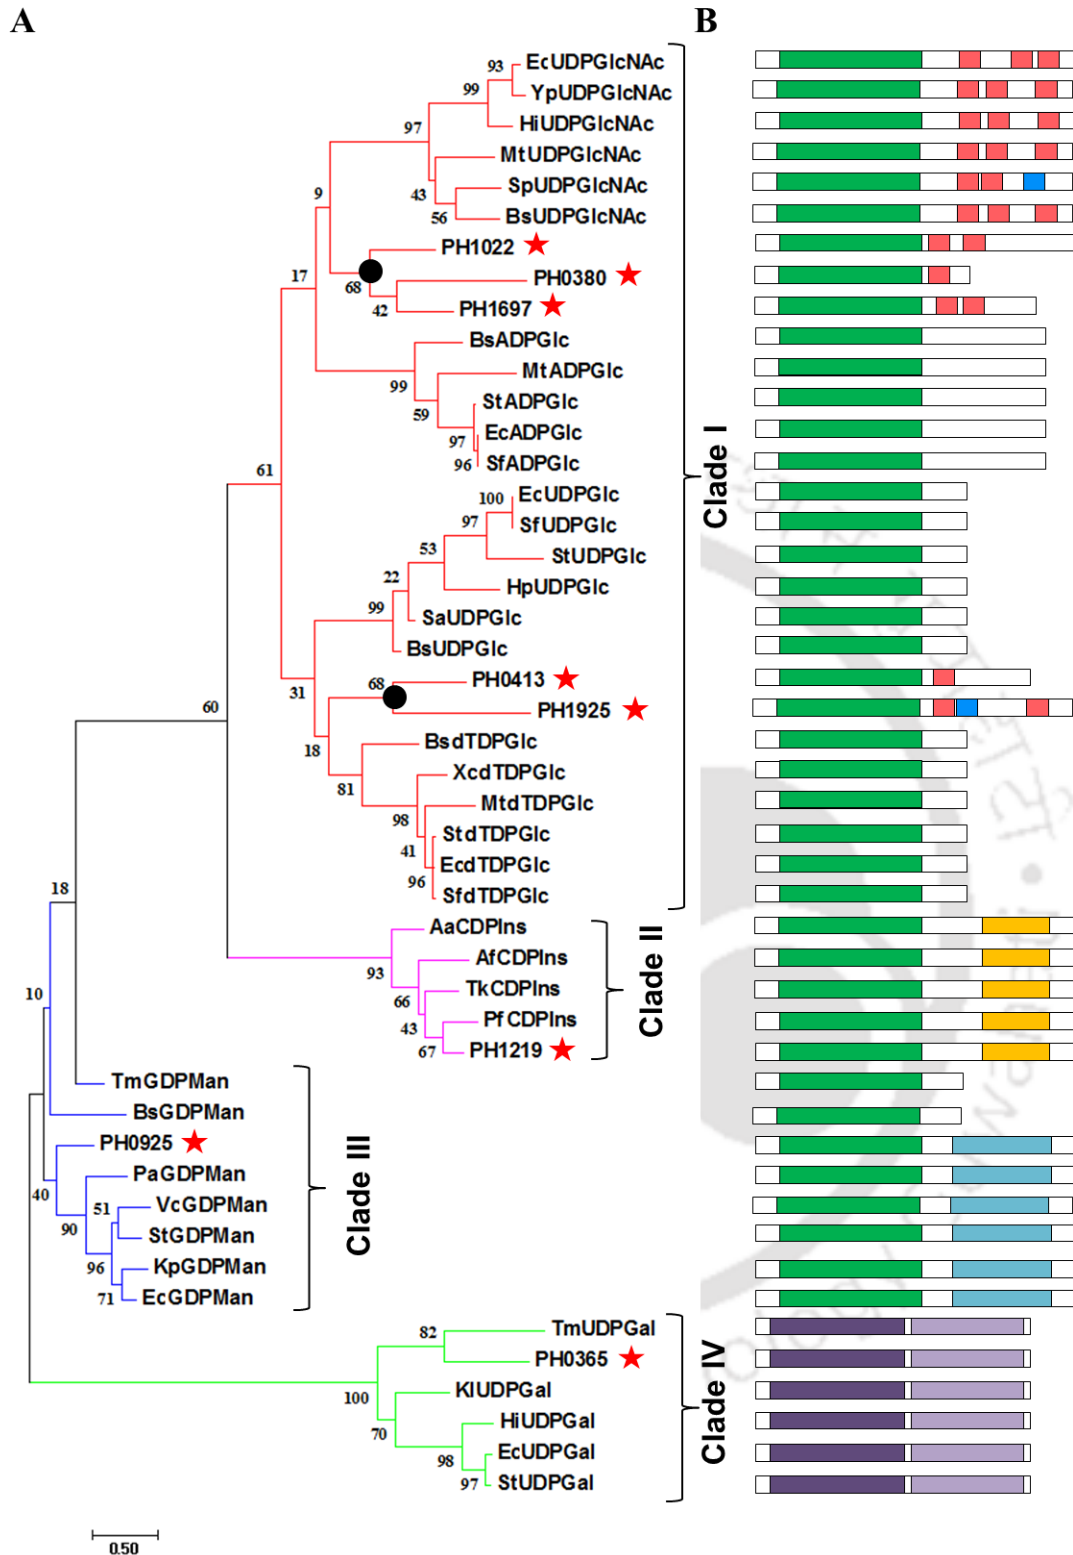 A B
93 EcUDPGlcNAc
99 YpUDPGlcNAc
97 HiUDPGlcNAc
MtUDPGlcNAc
43 SpUDPGlcNAc
9
56 BsUDPGlcNAc
PH1022
17 68 PH0380
42 PH1697
BsADPGlc
99 MtADPGlc
59 StADPGlc
97 EcADPGlc
61 96 SfADPGlc
Clade I
100 EcUDPGlc
97 SfUDPGlc
53 StUDPGlc
22 HpUDPGlc
99 SaUDPGlc
BsUDPGlc
31 68 PH0413
PH1925
18 BsdTDPGlc
81 XcdTDPGlc
MtdTDPGlc
98 StdTDPGlc
41 EcdTDPGlc
96 SfdTDPGlc
60
18
AaCDPIns
93 AfCDPIns
66 TkCDPIns
43 PfCDPIns
67 PH1219
Clade II
10
TmGDPMan
BsGDPMan
PH0925
40 PaGDPMan
51 VcGDPMan
90 StGDPMan
96 KpGDPMan
71 EcGDPMan
Clade III
82 TmUDPGal
PH0365
100 KlUDPGal
70 HiUDPGal
98 EcUDPGal
97 StUDPGal
Clade IV
0.50